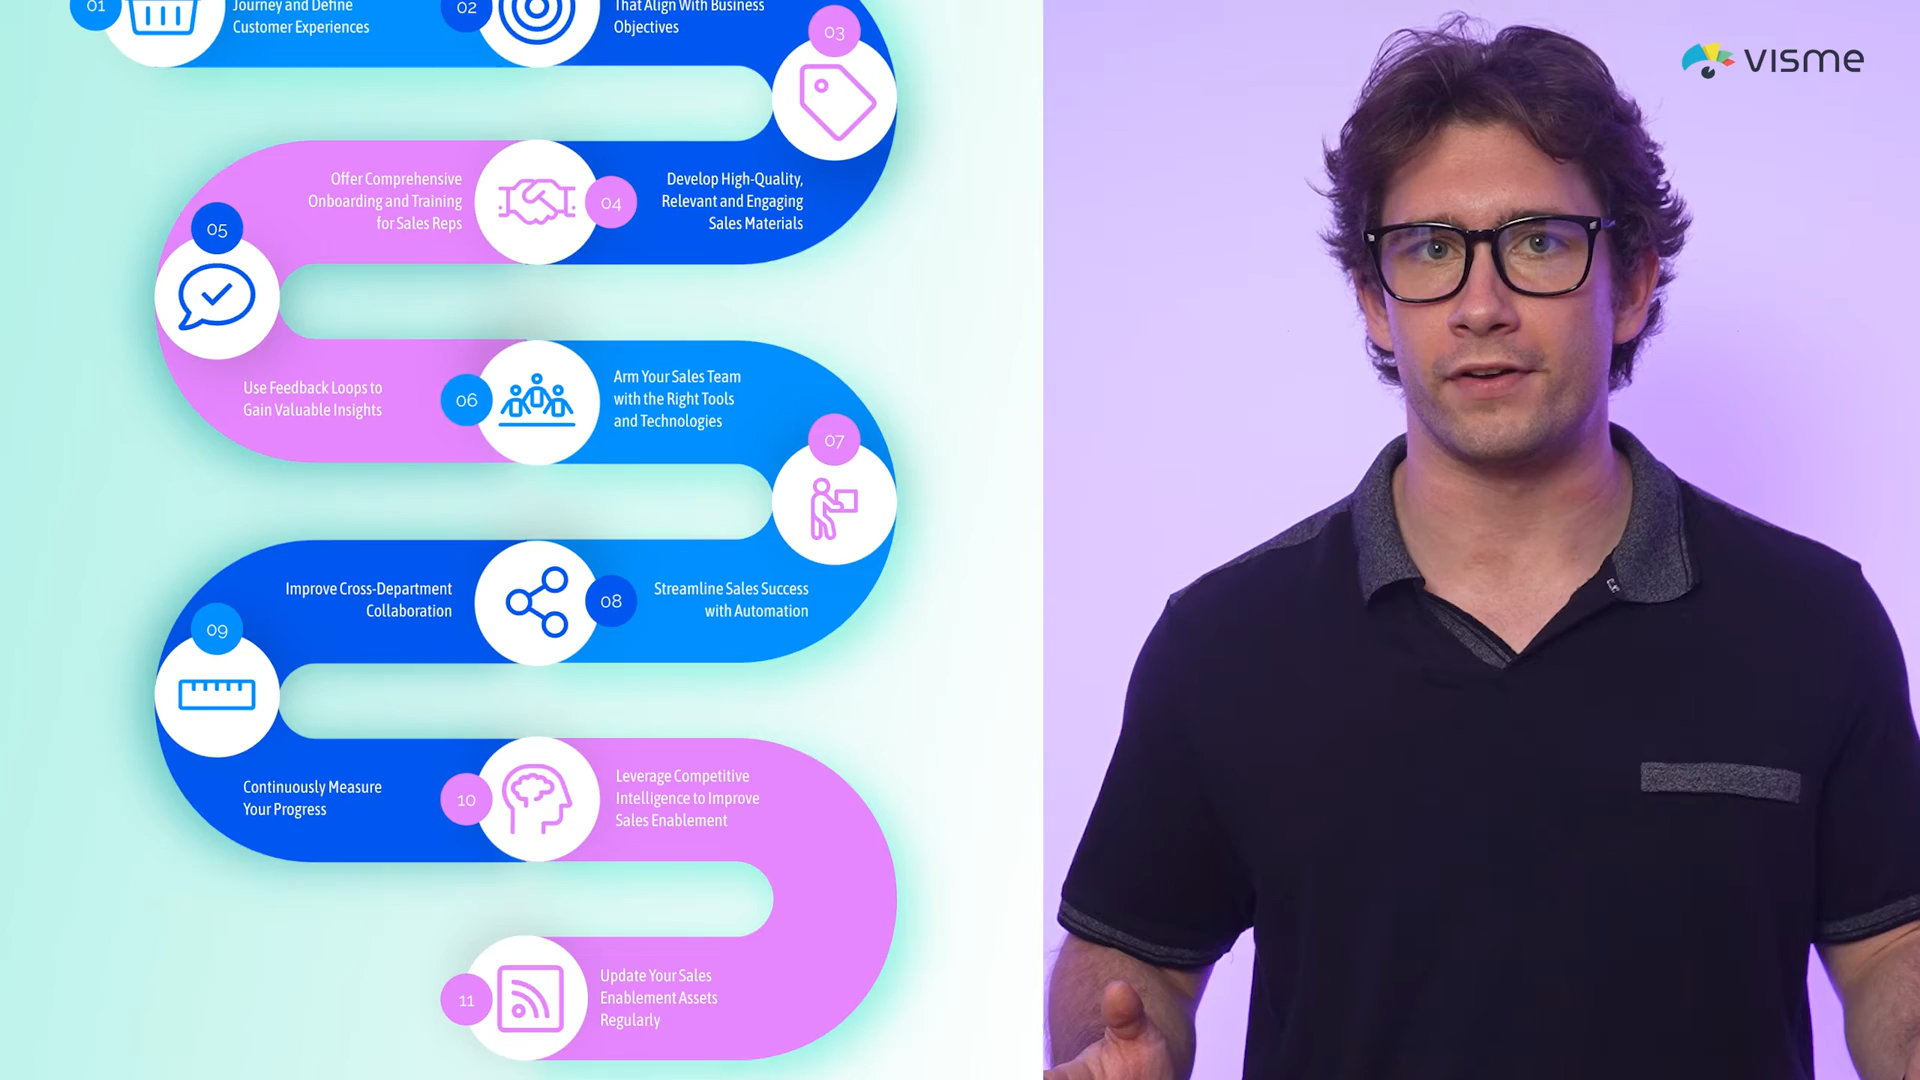 01
Journey and Define
Customer Experiences
02
That Align With Business
Objectives
03
Develop High-Quality,
Relevant and Engaging
Sales Materials
04
Offer Comprehensive
Onboarding and Training
for Sales Reps
05
Use Feedback Loops to
Gain Valuable Insights
06
Arm Your Sales Team
with the Right Tools
and Technologies
07
Streamline Sales Success
with Automation
08
Improve Cross-Department
Collaboration
09
Continuously Measure
Your Progress
10
Leverage Competitive
Intelligence to Improve
Sales Enablement
11
Update Your Sales
Enablement Assets
Regularly
visme